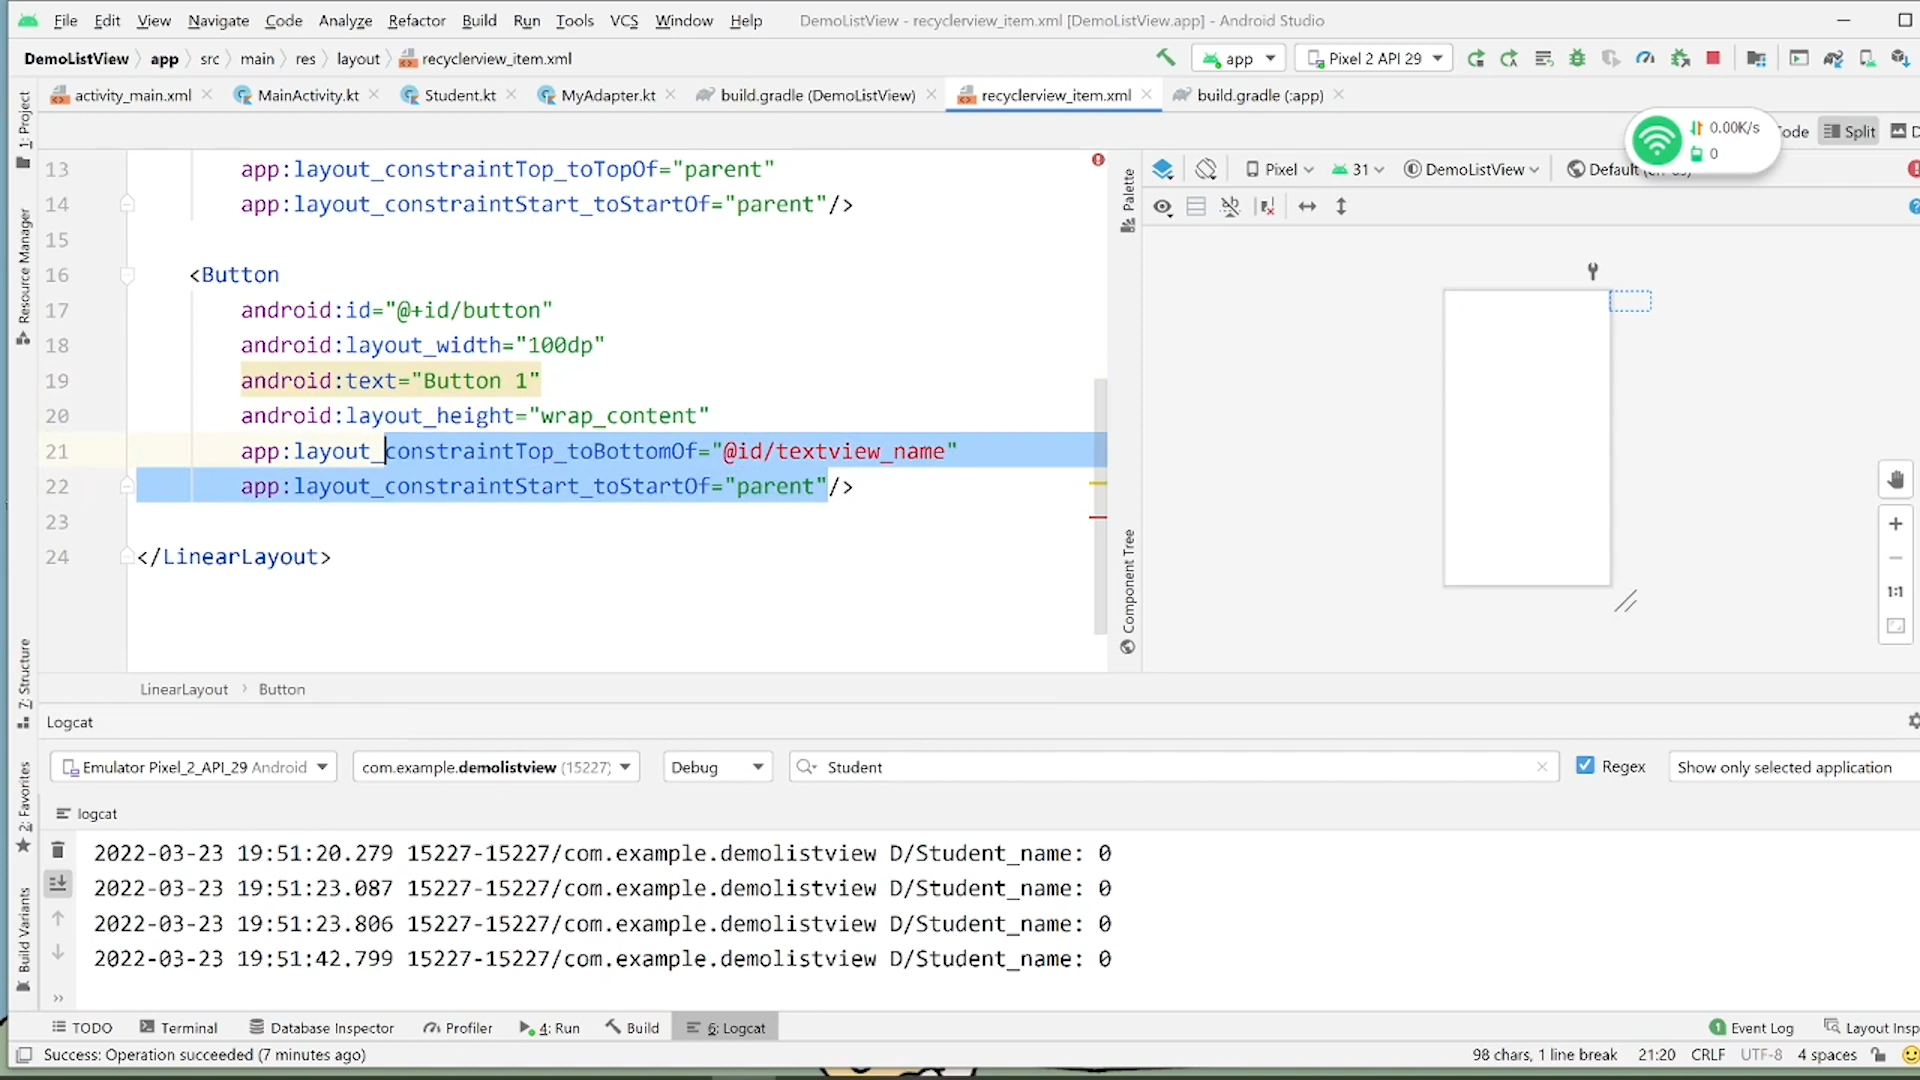 File Edit View Navigate Code Analyze Refactor Build Run Tools VCS Window Help DemoListView - recyclerview_item.xml [DemoListView.app] - Android Studio
DemoListView app src main res layout recyclerview_item.xml app Pixel 2 API 29
activity_main.xml MainActivity.kt Student.kt MyAdapter.kt build.gradle (DemoListView) recyclerview_item.xml build.gradle (:app)
0.00K/s
0
ode Split D
Pixel 31 DemoListView Default
1: Project
Resource Manager
7: Structure
2: Favorites
Build Variants
13 app:layout_constraintTop_toTopOf="parent"
14 app:layout_constraintStart_toStartOf="parent"/>
15
16 <Button
17 android:id="@+id/button"
18 android:layout_width="100dp"
19 android:text="Button 1"
20 android:layout_height="wrap_content"
21 app:layout_constraintTop_toBottomOf="@id/textview_name"
22 app:layout_constraintStart_toStartOf="parent"/>
23
24 </LinearLayout>
Palette
Component Tree
1:1
LinearLayout Button
Logcat
Emulator Pixel_2_API_29 Android com.example.demolistview (15227) Debug Student Regex Show only selected application
logcat
2022-03-23 19:51:20.279 15227-15227/com.example.demolistview D/Student_name: 0
2022-03-23 19:51:23.087 15227-15227/com.example.demolistview D/Student_name: 0
2022-03-23 19:51:23.806 15227-15227/com.example.demolistview D/Student_name: 0
2022-03-23 19:51:42.799 15227-15227/com.example.demolistview D/Student_name: 0
TODO Terminal Database Inspector Profiler 4: Run Build 6: Logcat 1 Event Log Layout Insp
Success: Operation succeeded (7 minutes ago) 98 chars, 1 line break 21:20 CRLF UTF-8 4 spaces